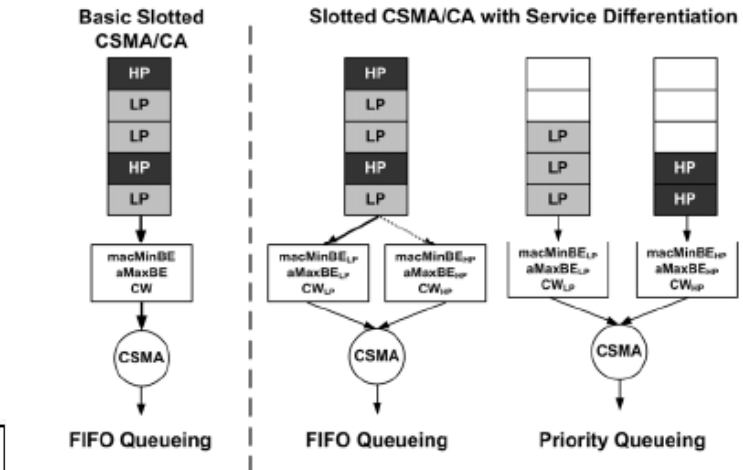 Basic Slotted
CSMA/CA
HP
LP
LP
HP
LP
macMinBE
aMaxBE
CW
CSMA
FIFO Queueing
Slotted CSMA/CA with Service Differentiation
HP
LP
LP
HP
LP
macMinBELP
aMaxBELP
CWLP
macMinBEHP
aMaxBEHP
CWHP
CSMA
FIFO Queueing
LP
LP
LP
HP
HP
macMinBELP
aMaxBELP
CWLP
macMinBEHP
aMaxBEHP
CWHP
CSMA
Priority Queueing